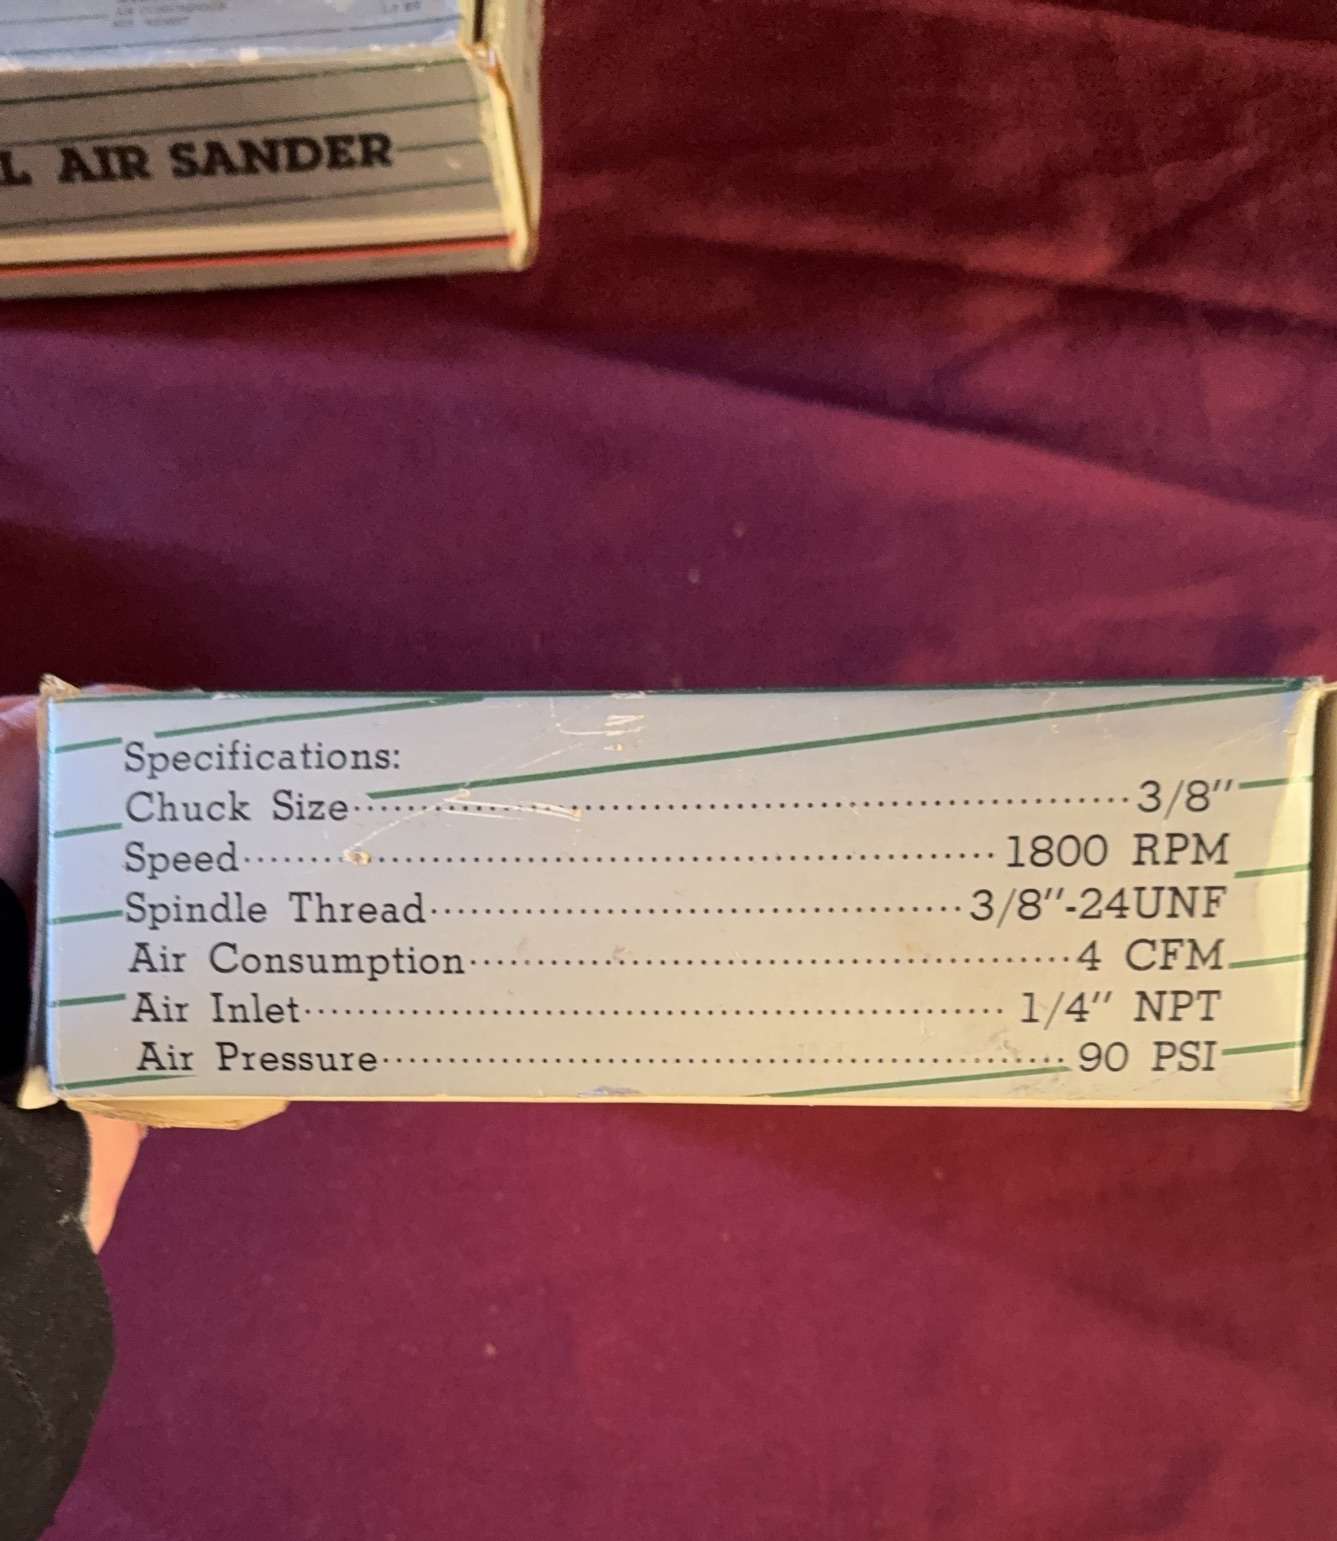 L AIR SANDER
Specifications:
Chuck Size 3/8"
Speed 1800 RPM
Spindle Thread 3/8"-24UNF
Air Consumption 4 CFM
Air Inlet 1/4" NPT
Air Pressure 90 PSI